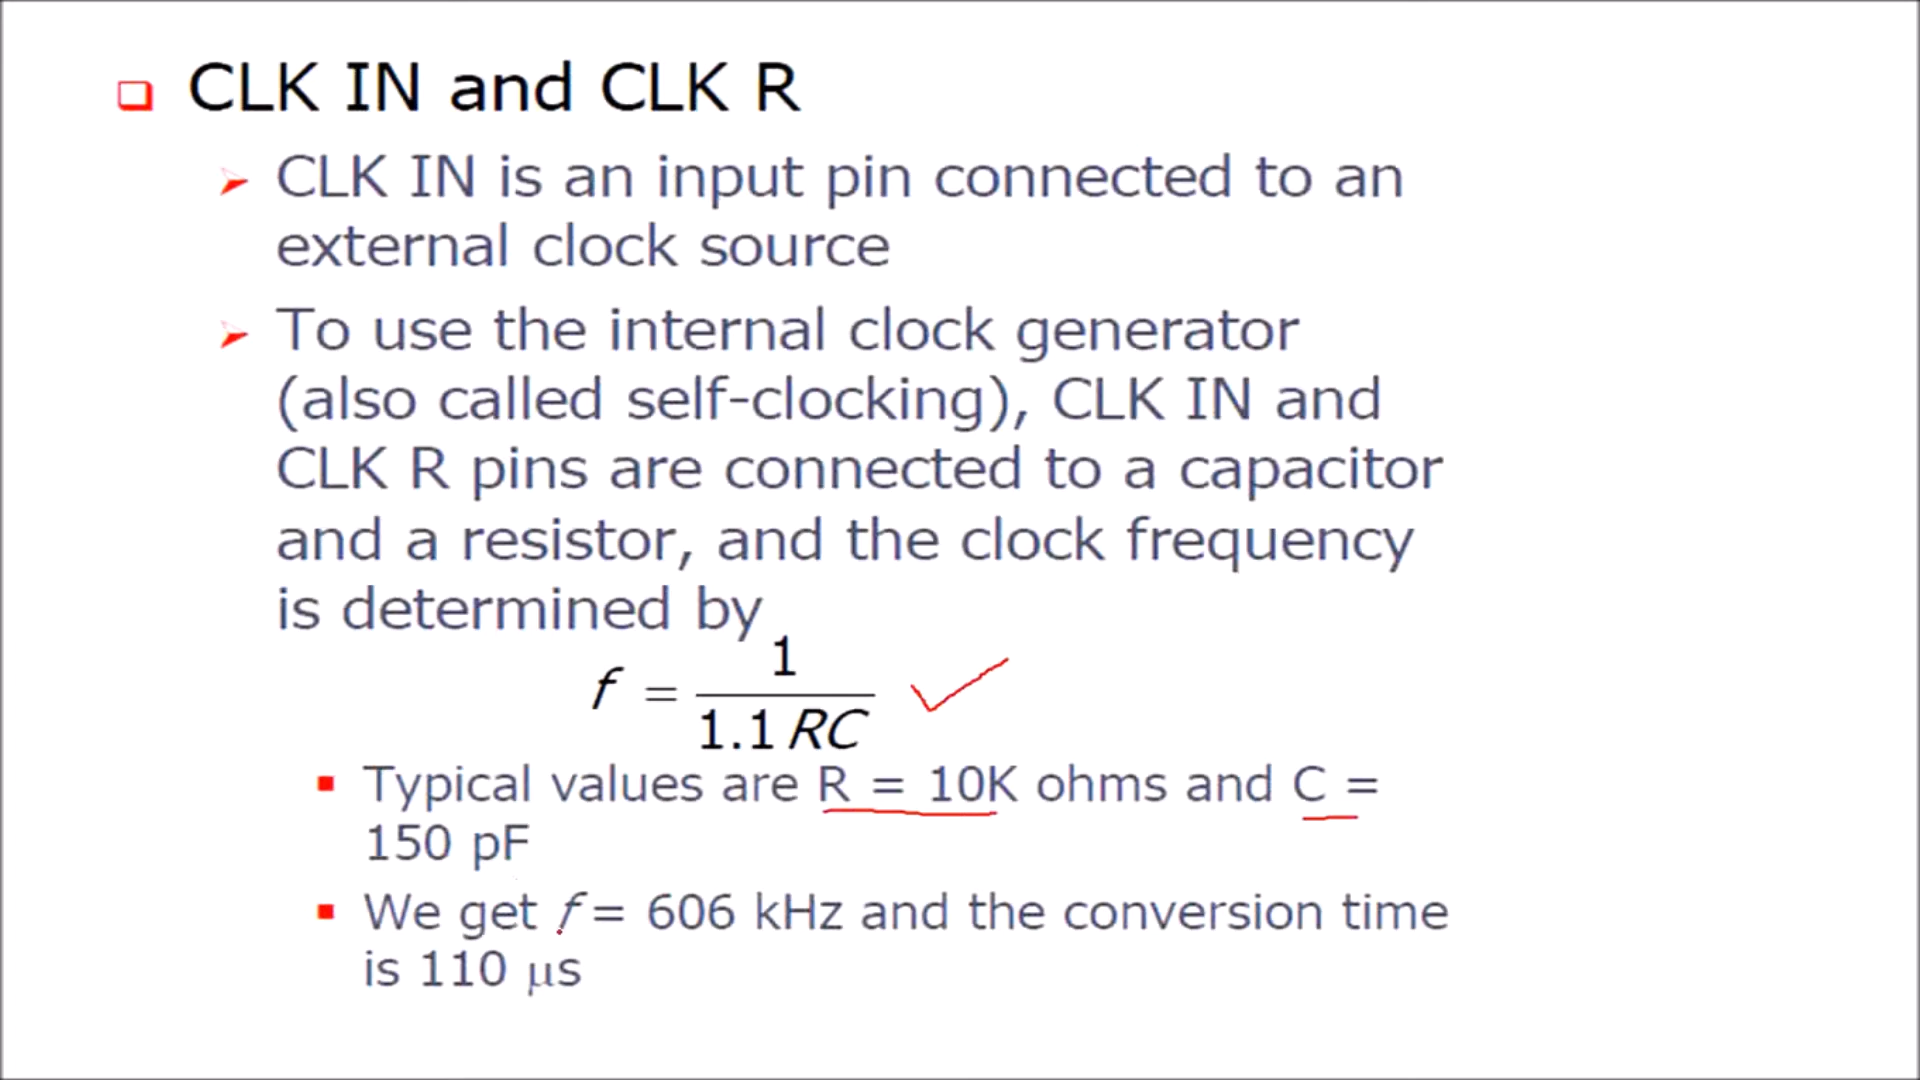 CLK IN and CLK R
CLK IN is an input pin connected to an
external clock source
To use the internal clock generator
(also called self-clocking), CLK IN and
CLK R pins are connected to a capacitor
and a resistor, and the clock frequency
is determined by
f = 1 / 1.1 RC
Typical values are R = 10K ohms and C =
150 pF
We get f = 606 kHz and the conversion time
is 110 μs